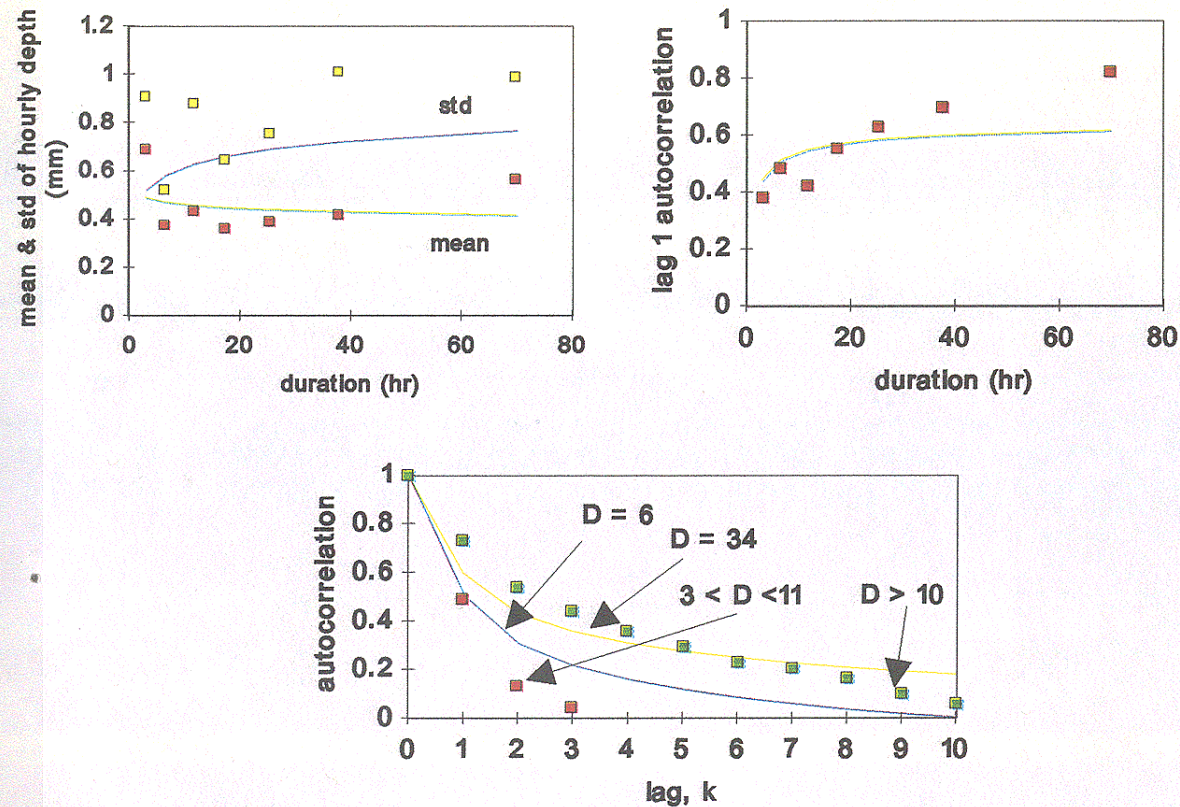 mean & std of hourly depth
(mm)
1.2
1
0.8
0.6
0.4
0.2
0
std
mean
0 20 40 60 80
duration (hr)
lag 1 autocorrelation
1
0.8
0.6
0.4
0.2
0
0 20 40 60 80
duration (hr)
autocorrelation
1
0.8
0.6
0.4
0.2
0
D = 6
D = 34
3 < D <11
D > 10
0 1 2 3 4 5 6 7 8 9 10
lag, k